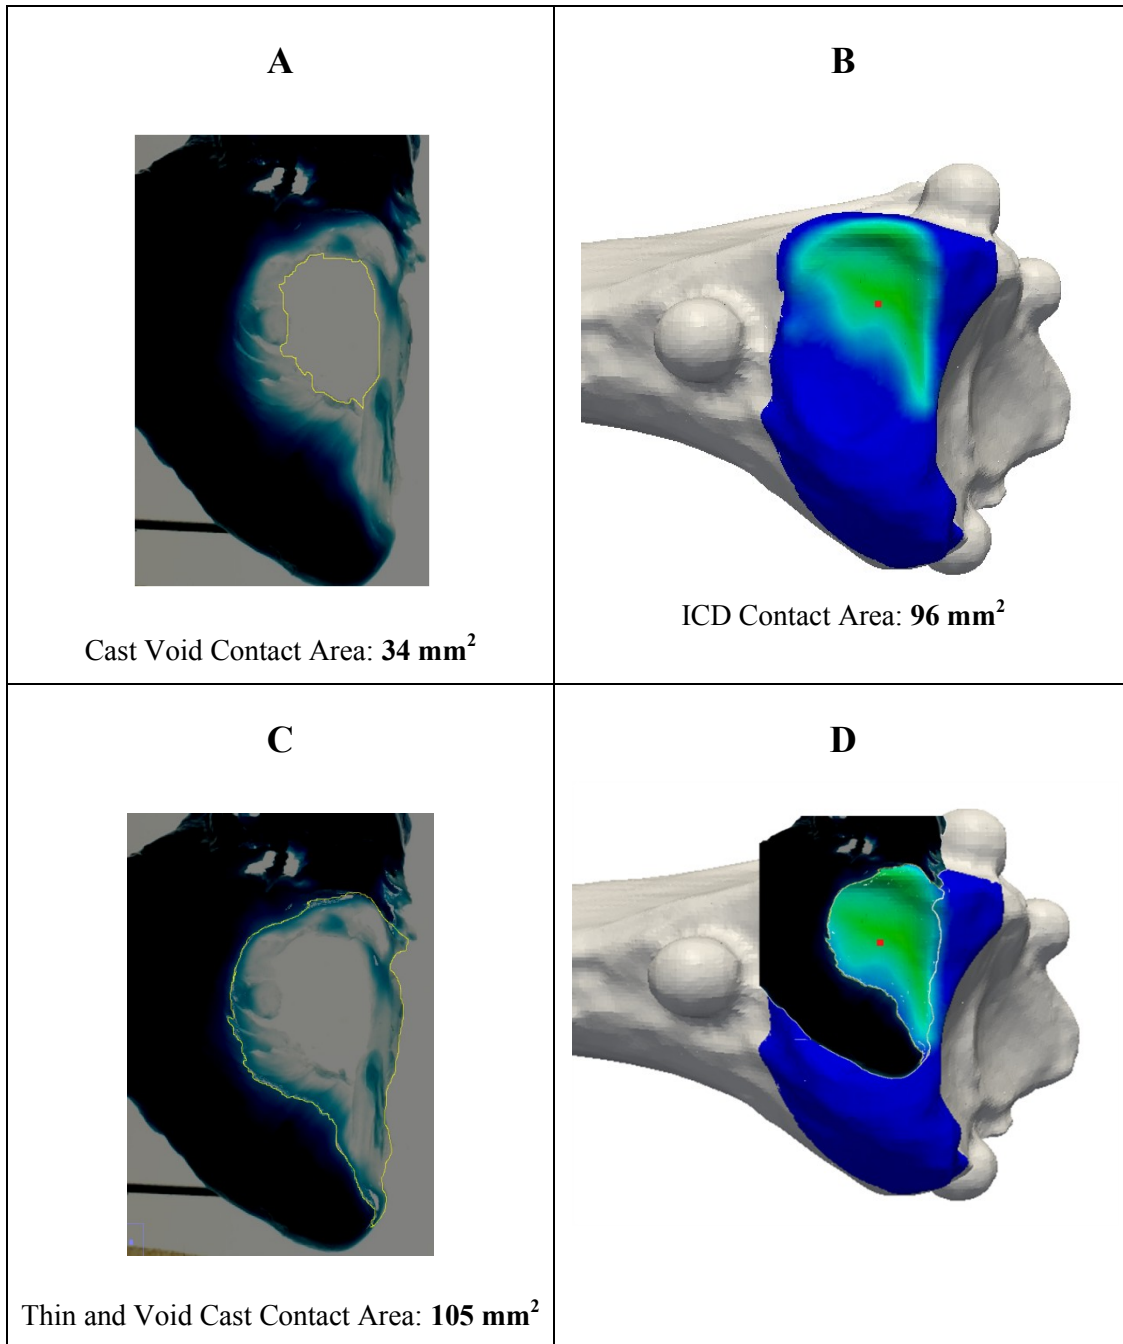 A
B
Cast Void Contact Area: 34 mm²
ICD Contact Area: 96 mm²
C
D
Thin and Void Cast Contact Area: 105 mm²